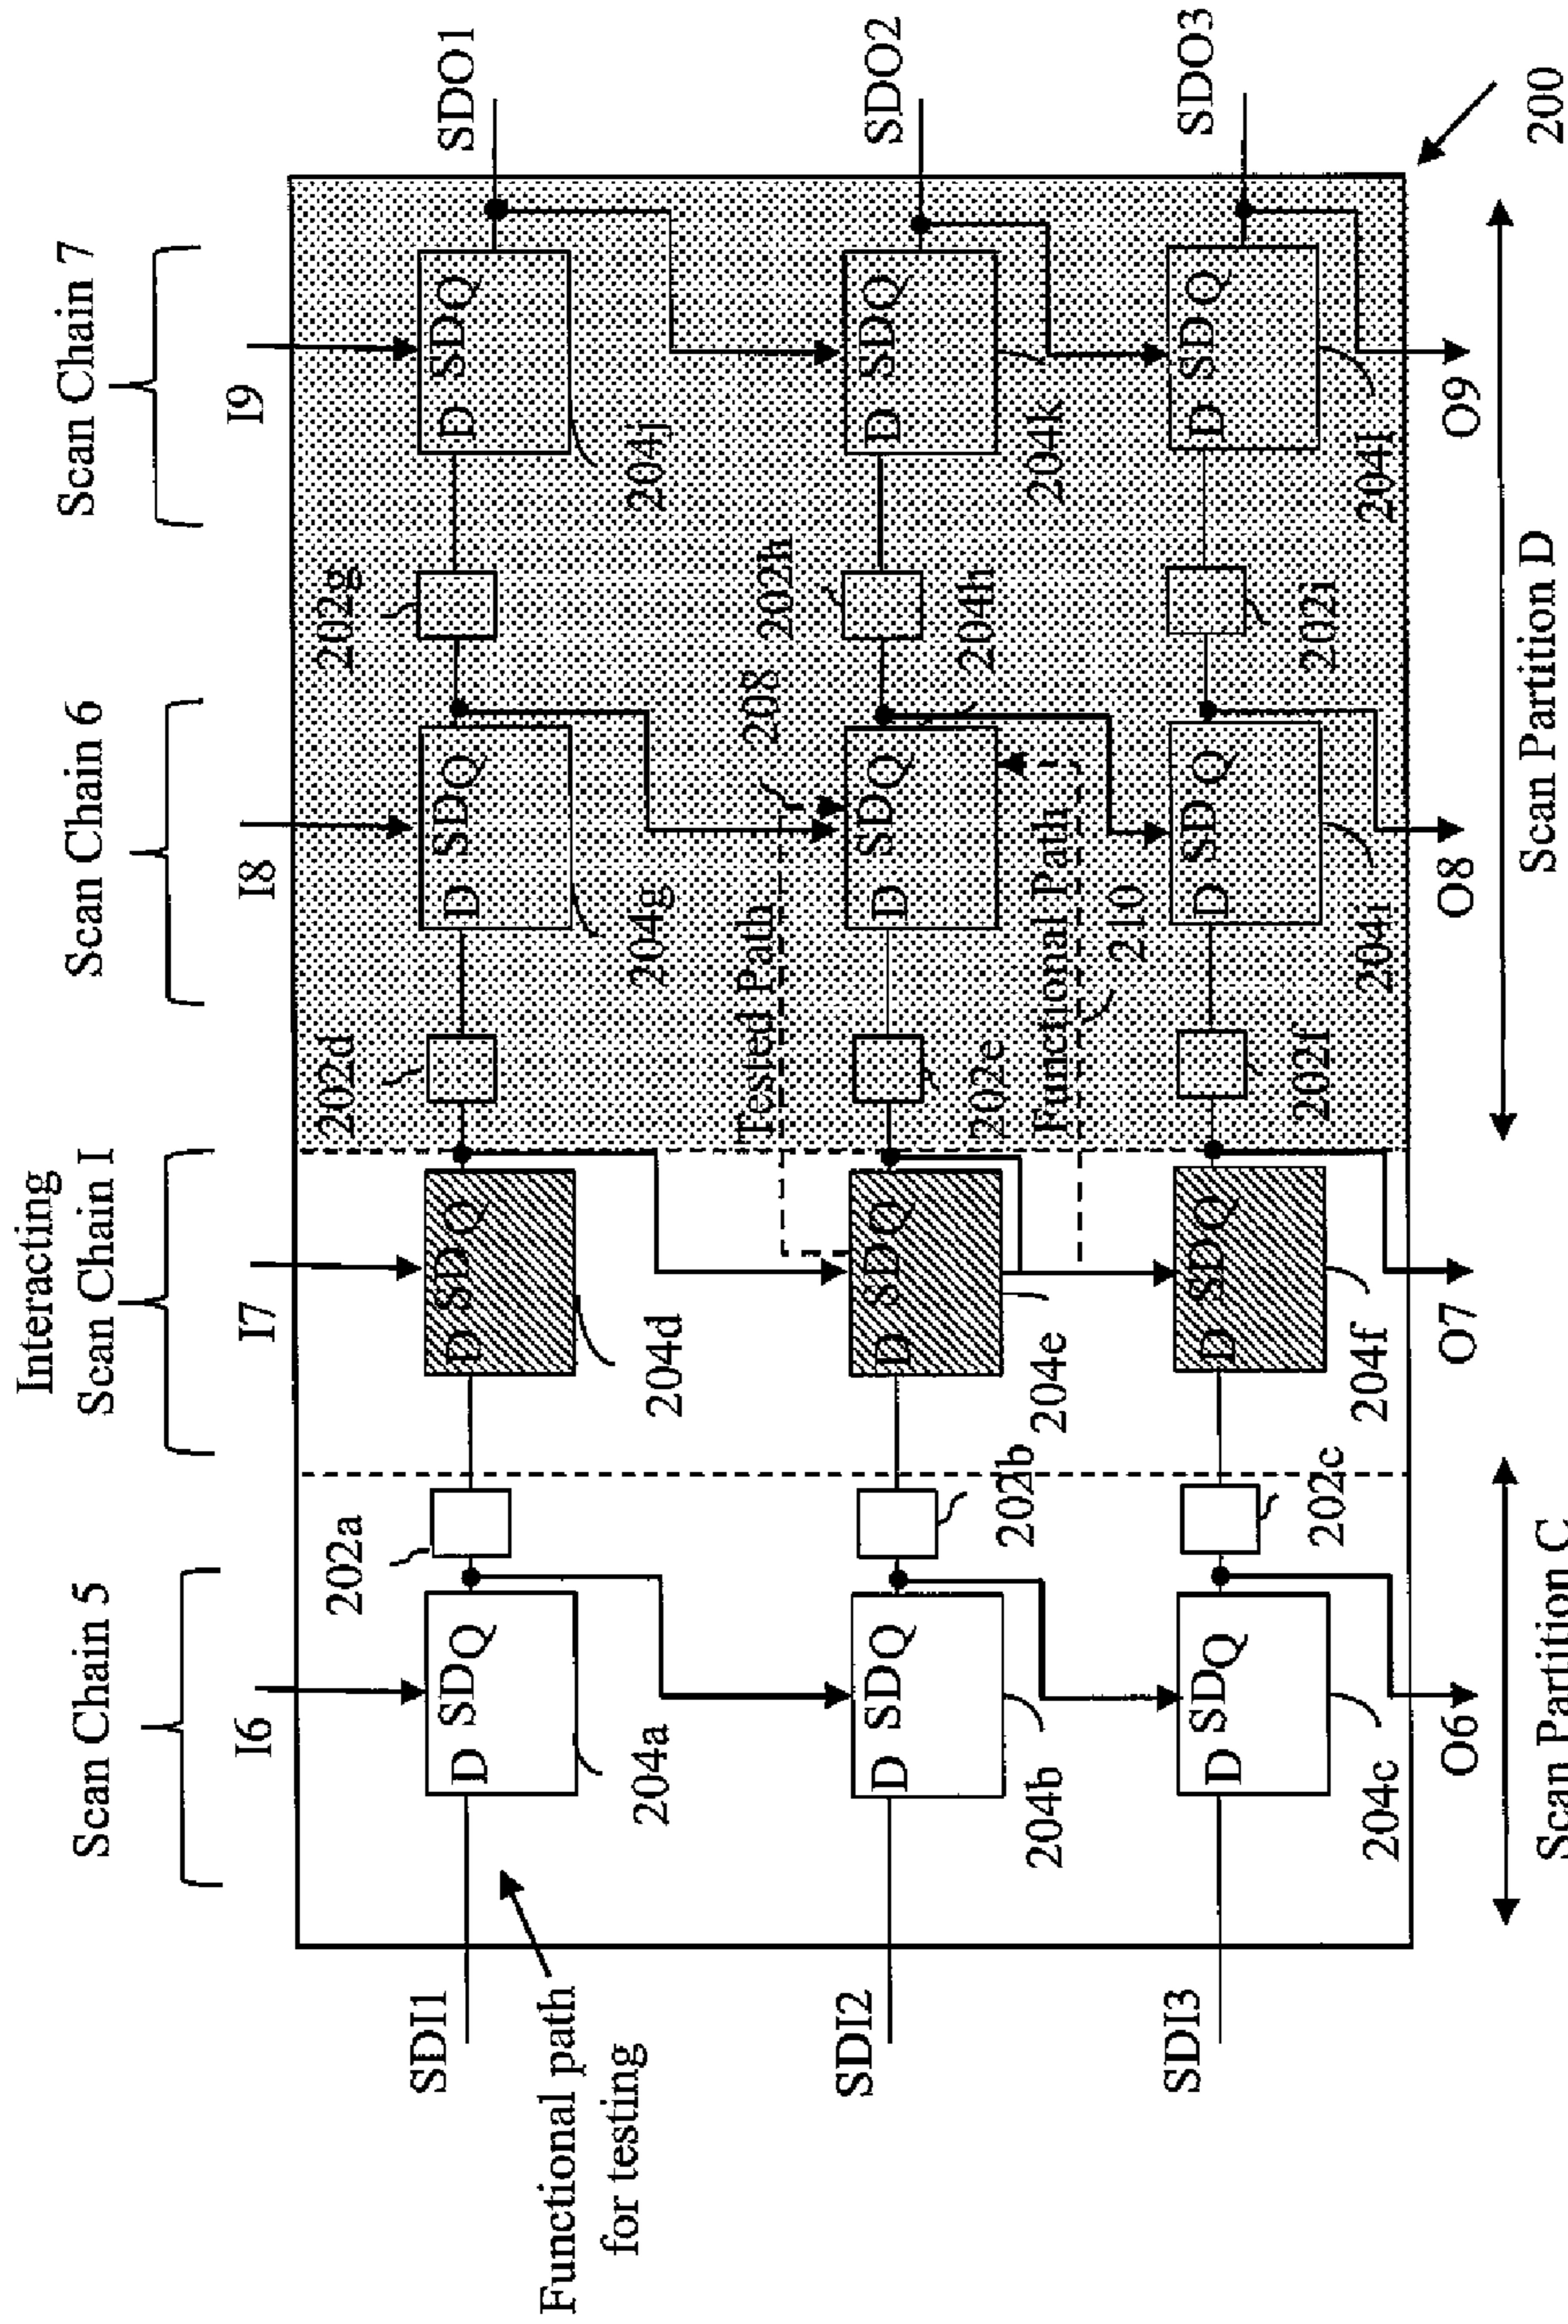 Scan Chain 5
Interacting
Scan Chain I
Scan Chain 6
Scan Chain 7
I6
I7
I8
I9
202a
202d
202g
SDI1
D SDQ
D SDQ
D SDQ
D SDQ
SDO1
204a
204d
204g
204j
Functional path
for testing
Tested Path
208
SDI2
D SDQ
D SDQ
D SDQ
D SDQ
SDO2
202b
202e
202h
204b
204e
204h
204k
Functional Path
210
SDI3
D SDQ
D SDQ
D SDQ
D SDQ
SDO3
202c
202f
202i
204c
204f
204i
204l
O6
O7
O8
O9
Scan Partition C
Scan Partition D
200